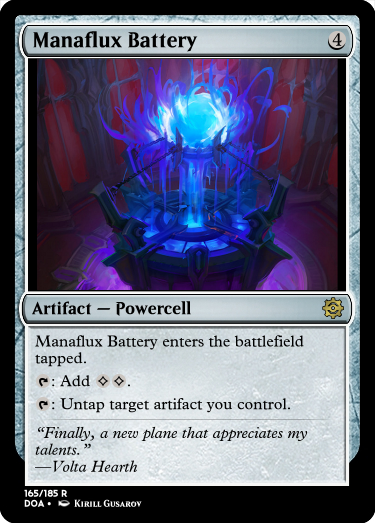 Manaflux Battery 4
Artifact — Powercell
Manaflux Battery enters the battlefield
tapped.
: Add .
: Untap target artifact you control.
“Finally, a new plane that appreciates my
talents.”
—Volta Hearth
165/185 R
DOA • Kirill Gusarov